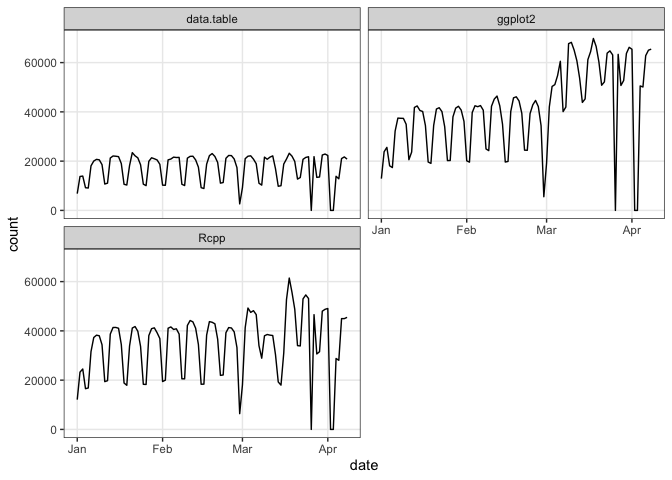 data.table
ggplot2
60000
40000
20000
0
Jan
Feb
Mar
Apr
Rcpp
60000
40000
20000
0
Jan
Feb
Mar
Apr
count
date